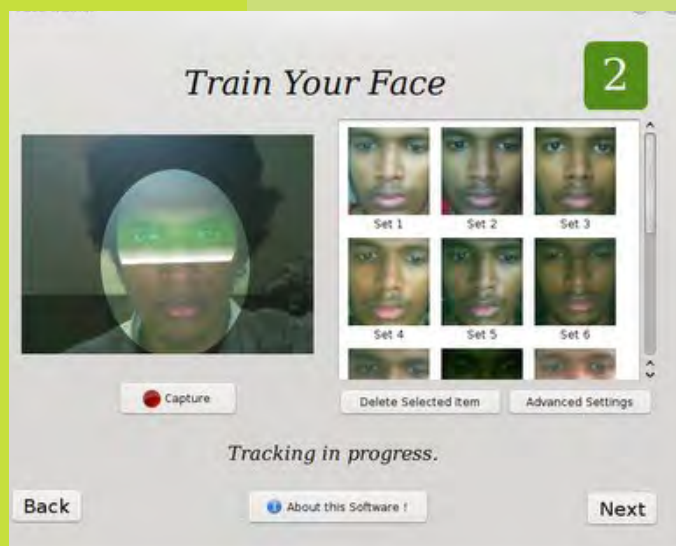 Train Your Face
2
Set 1 Set 2 Set 3
Set 4 Set 5 Set 6
Capture
Delete Selected Item
Advanced Settings
Tracking in progress.
Back
About this Software !
Next